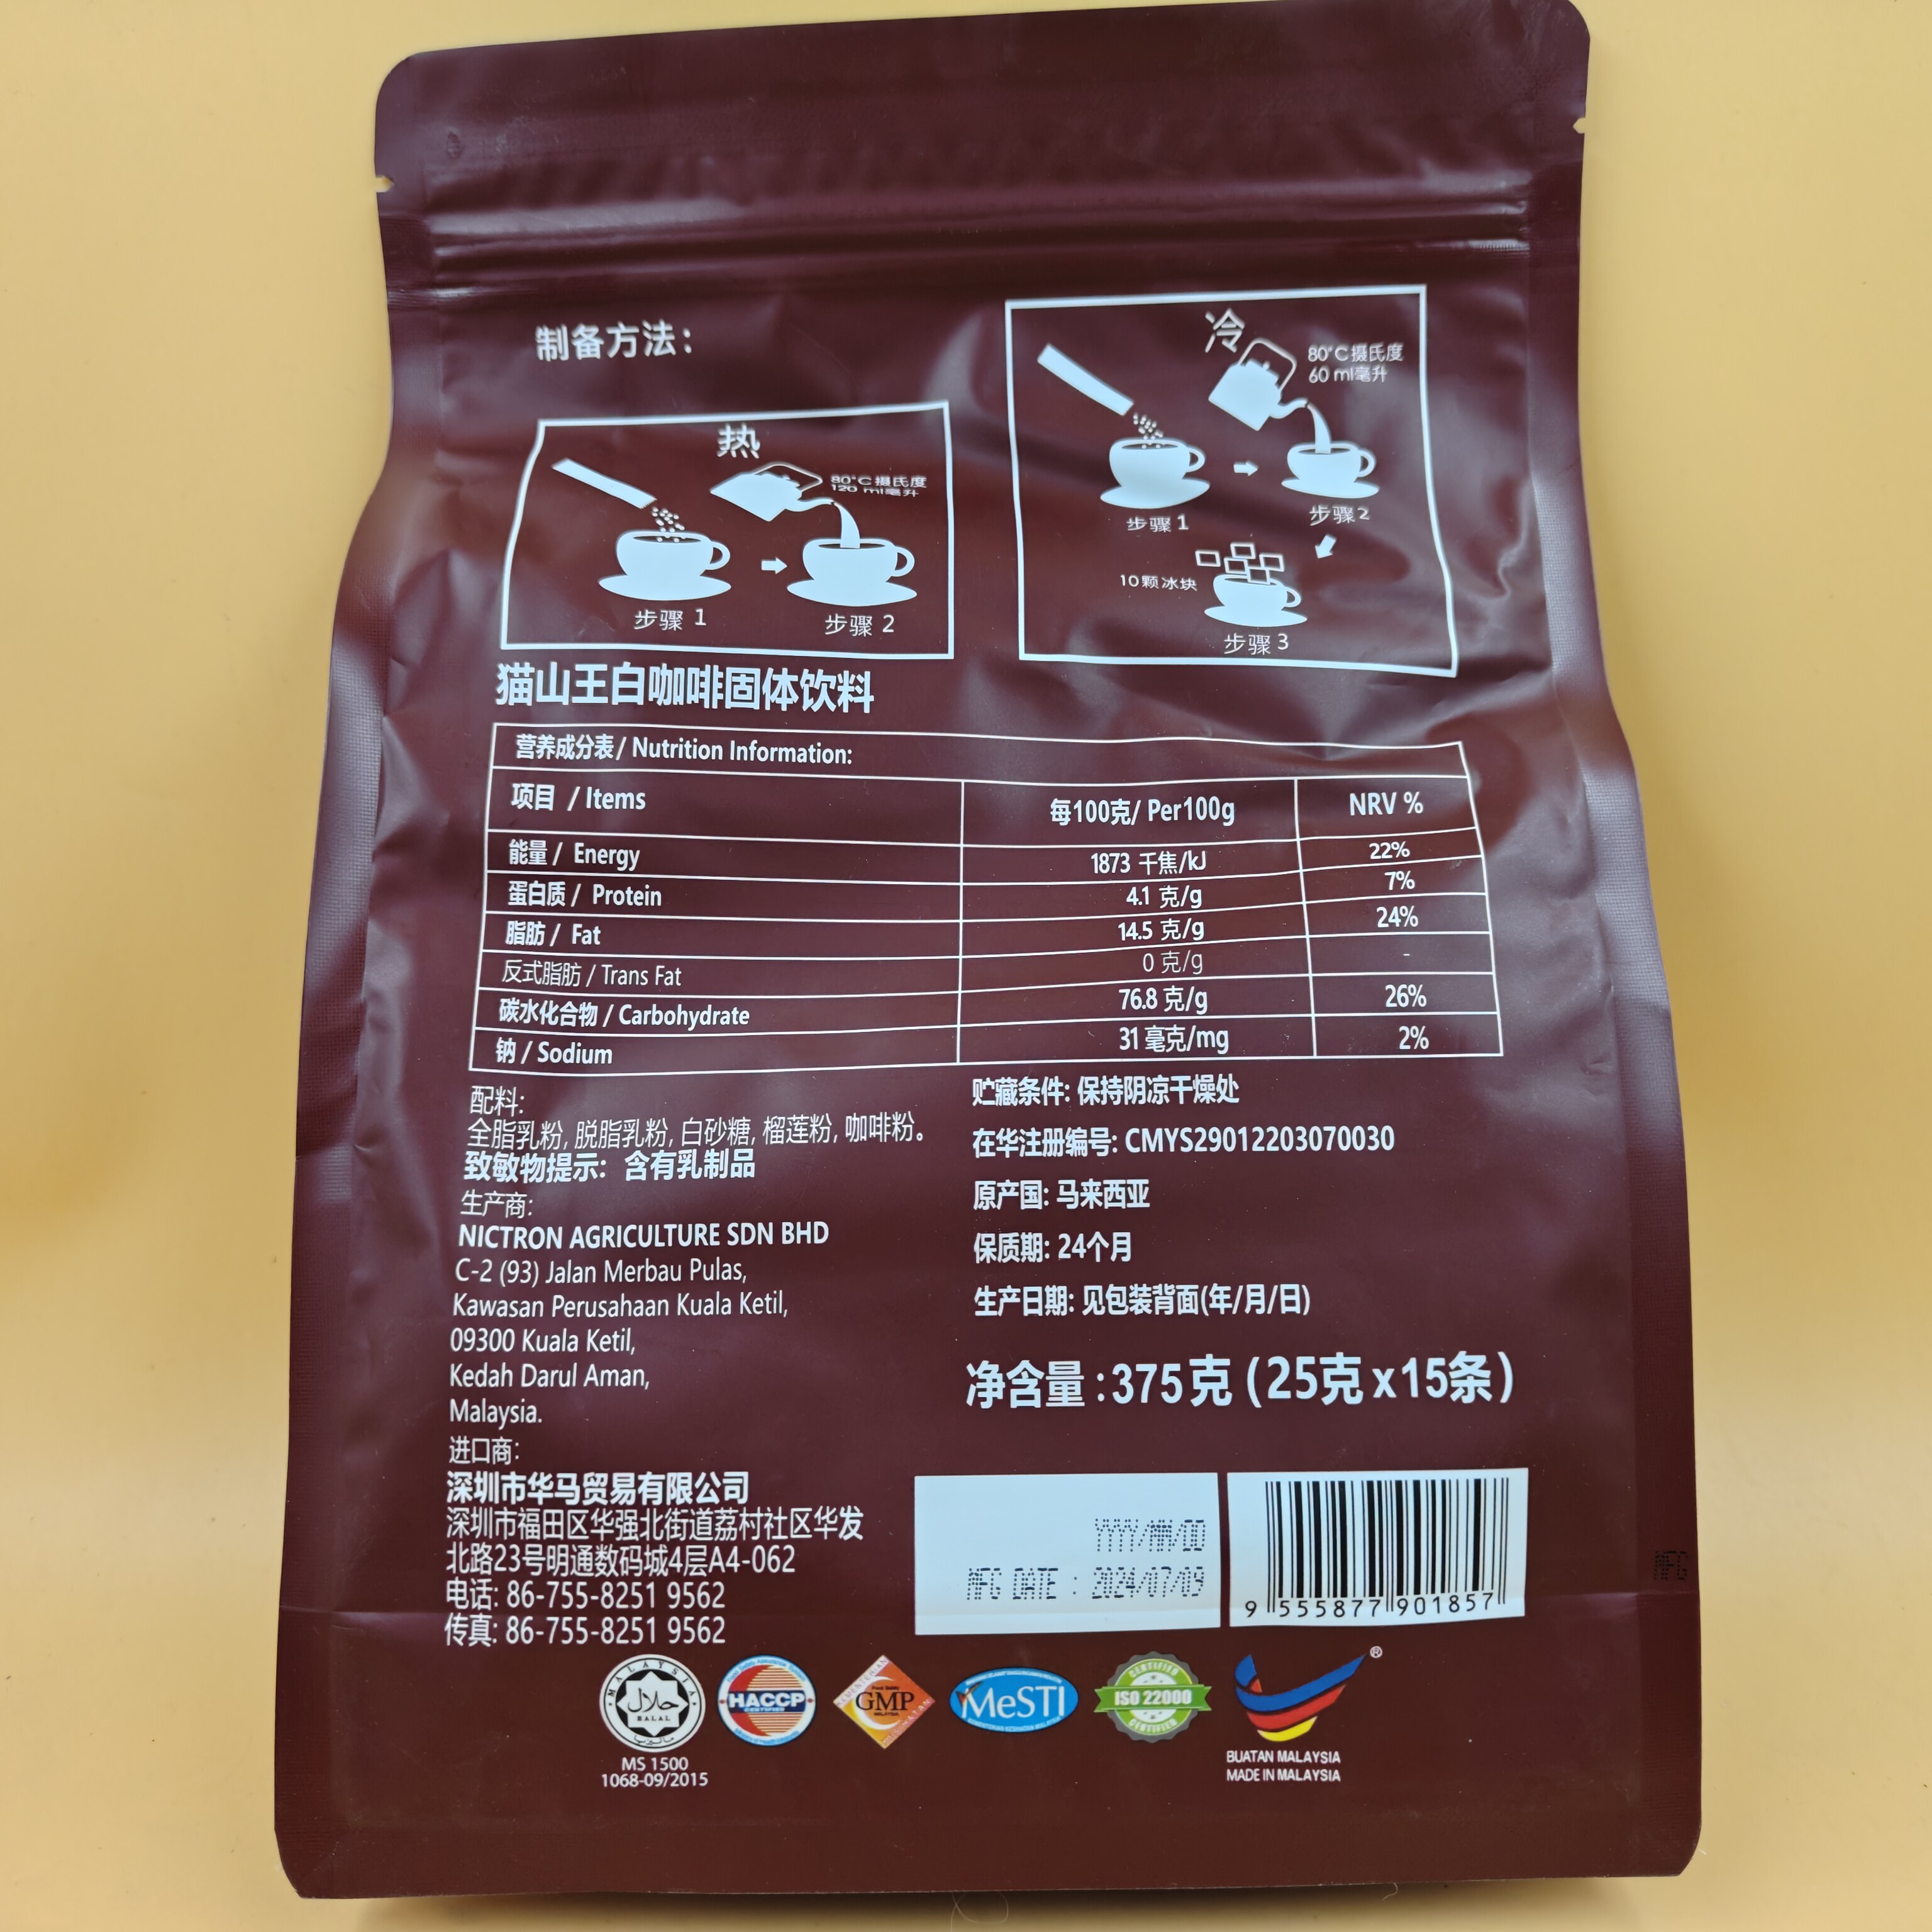 制备方法：
热
80°C摄氏度
120 ml毫升
步骤 1
步骤 2
冷
80°C摄氏度
60 ml毫升
步骤 1
步骤 2
10颗冰块
步骤 3
猫山王白咖啡固体饮料
营养成分表/ Nutrition Information:
项目 / Items 每100克/ Per100g NRV %
能量 / Energy 1873 千焦/kJ 22%
蛋白质 / Protein 4.1 克/g 7%
脂肪 / Fat 14.5 克/g 24%
反式脂肪 / Trans Fat 0 克/g -
碳水化合物 / Carbohydrate 76.8 克/g 26%
钠 / Sodium 31 毫克/mg 2%
配料:
全脂乳粉, 脱脂乳粉, 白砂糖, 榴莲粉, 咖啡粉。
致敏物提示: 含有乳制品
生产商:
NICTRON AGRICULTURE SDN BHD
C-2 (93) Jalan Merbau Pulas,
Kawasan Perusahaan Kuala Ketil,
09300 Kuala Ketil,
Kedah Darul Aman,
Malaysia.
进口商:
深圳市华马贸易有限公司
深圳市福田区华强北街道荔村社区华发
北路23号明通数码城4层A4-062
电话: 86-755-8251 9562
传真: 86-755-8251 9562
贮藏条件: 保持阴凉干燥处
在华注册编号: CMYS29012203070030
原产国: 马来西亚
保质期: 24个月
生产日期: 见包装背面(年/月/日)
净含量:375克 (25克x15条)
YYYY/MM/DD
MFG DATE : 2024/07/09
9 555877 901857
MFG
MALAYSIA
حلال
HALAL
MS 1500
1068-09/2015
HACCP
CERTIFIED
GMP
MeSTI
CERTIFIED
ISO 22000
CERTIFIED
®
BUATAN MALAYSIA
MADE IN MALAYSIA